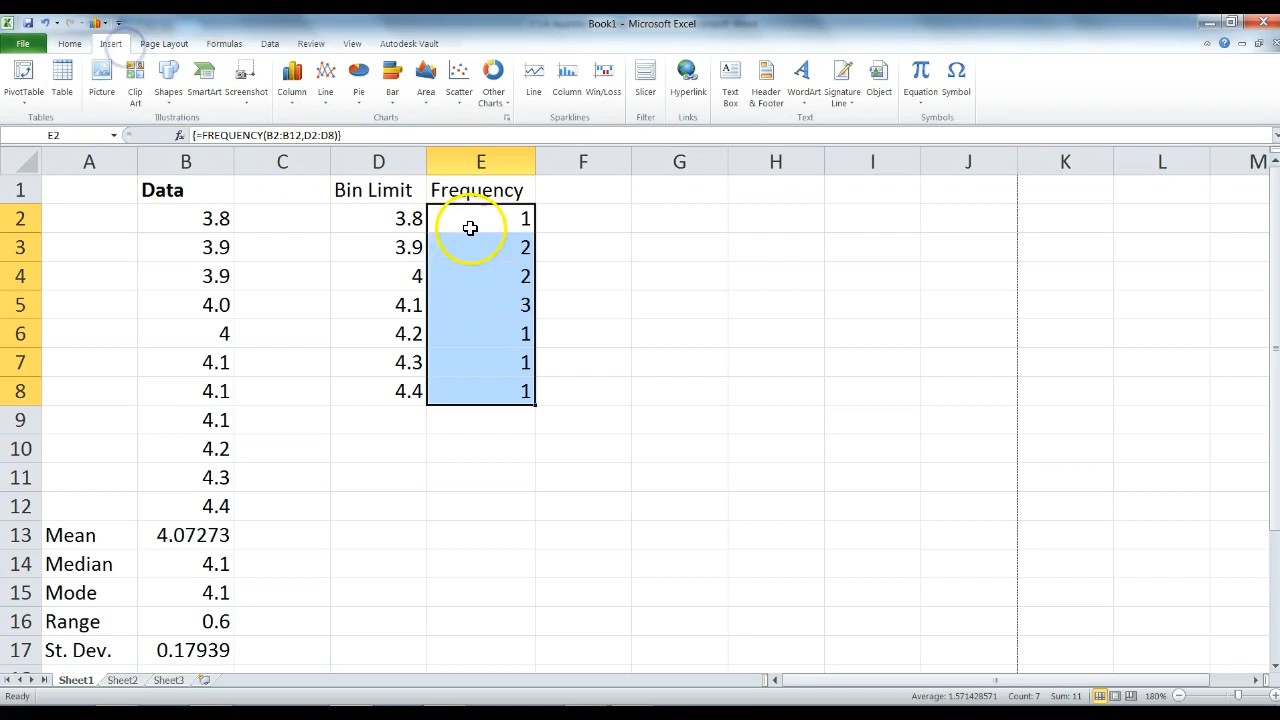 Book1 - Microsoft Excel
File Home Insert Page Layout Formulas Data Review View Autodesk Vault
PivotTable Table Picture Clip Art Shapes SmartArt Screenshot Column Line Pie Bar Area Scatter Other Charts Line Column Win/Loss Slicer Hyperlink Text Box Header & Footer WordArt Signature Line Object Equation Symbol
Tables Illustrations Charts Sparklines Filter Links Text Symbols
E2 fx {=FREQUENCY(B2:B12,D2:D8)}
A B C D E F G H I J K L M
1 Data Bin Limit Frequency
2 3.8 3.8 1
3 3.9 3.9 2
4 3.9 4 2
5 4.0 4.1 3
6 4 4.2 1
7 4.1 4.3 1
8 4.1 4.4 1
9 4.1
10 4.2
11 4.3
12 4.4
13 Mean 4.07273
14 Median 4.1
15 Mode 4.1
16 Range 0.6
17 St. Dev. 0.17939
Sheet1 Sheet2 Sheet3
Ready Average: 1.571428571 Count: 7 Sum: 11 180%